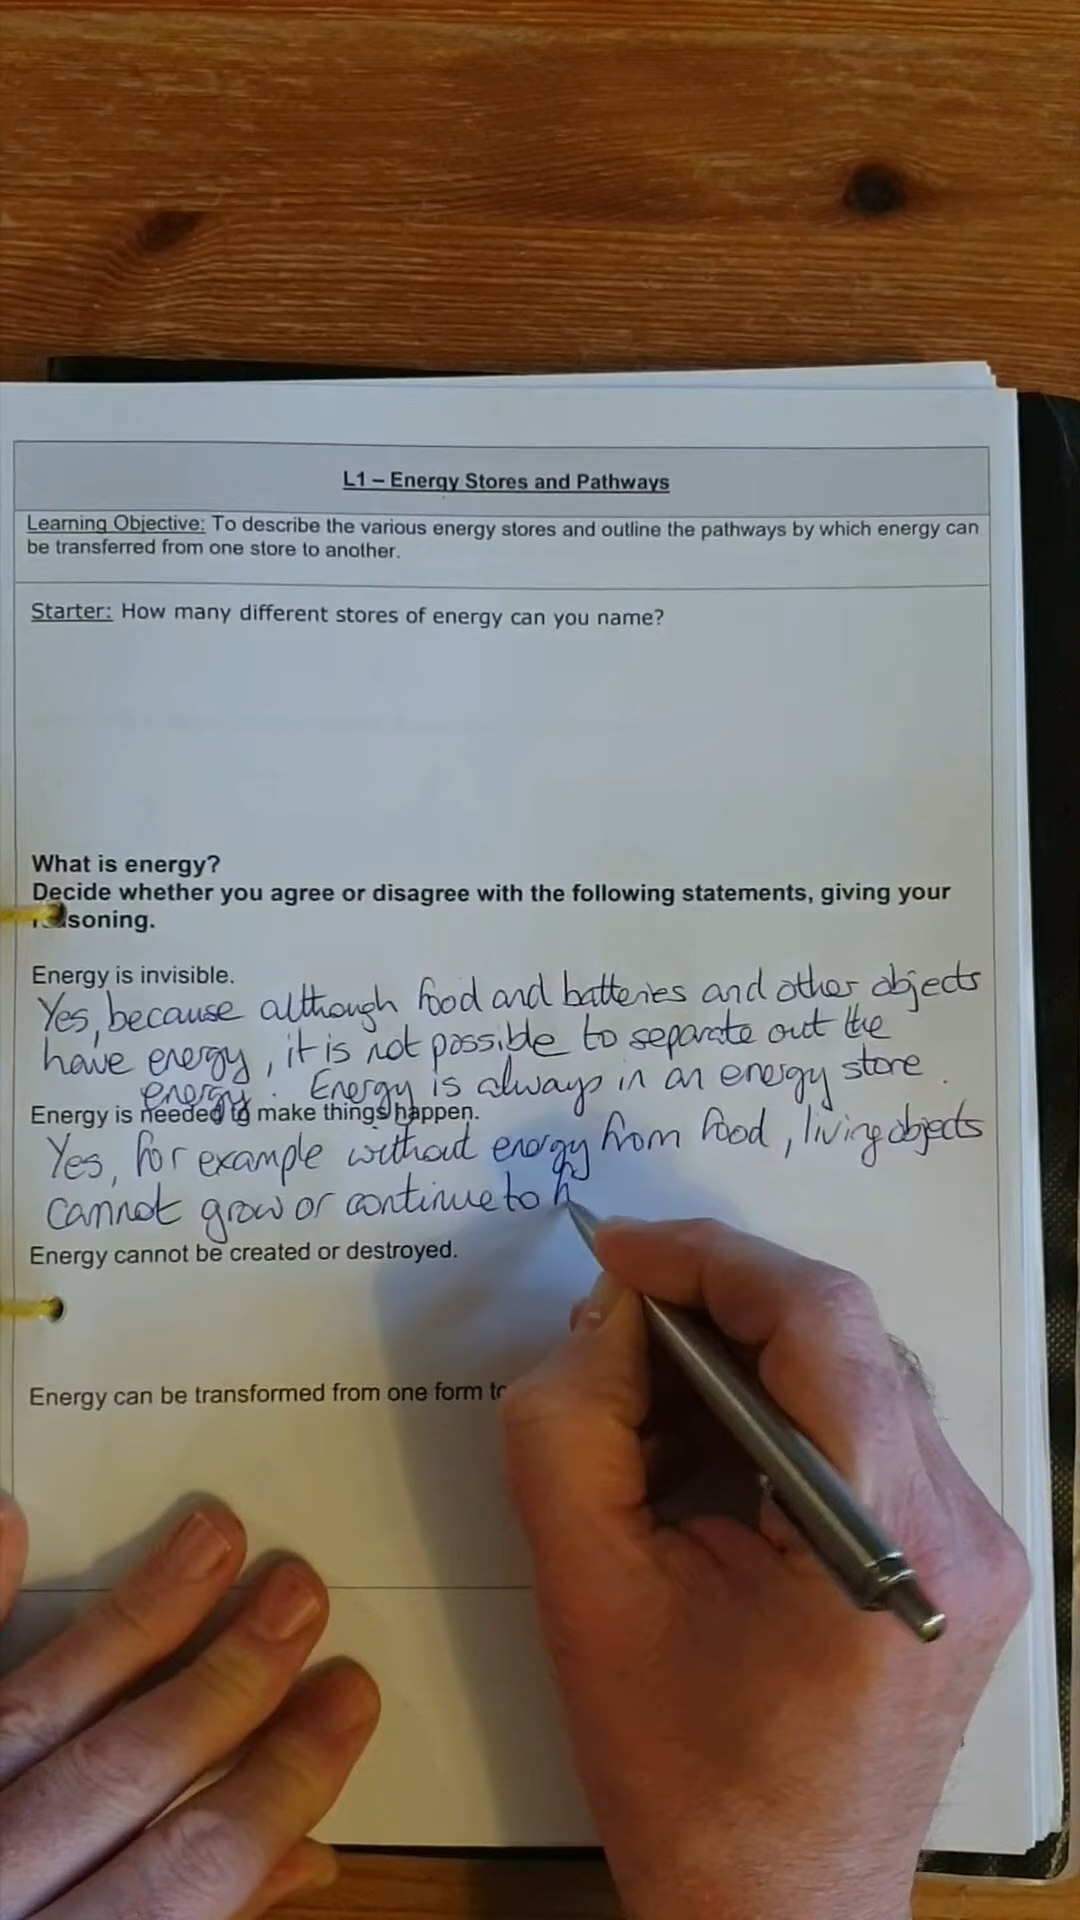 L1 – Energy Stores and Pathways
Learning Objective: To describe the various energy stores and outline the pathways by which energy can
be transferred from one store to another.
Starter: How many different stores of energy can you name?
What is energy?
Decide whether you agree or disagree with the following statements, giving your
reasoning.
Energy is invisible.
Yes, because although food and batteries and other objects
have energy, it is not possible to separate out the
energy. Energy is always in an energy store.
Energy is needed to make things happen.
Yes, for example without energy from food, living objects
cannot grow or continue to
Energy cannot be created or destroyed.
Energy can be transformed from one form to